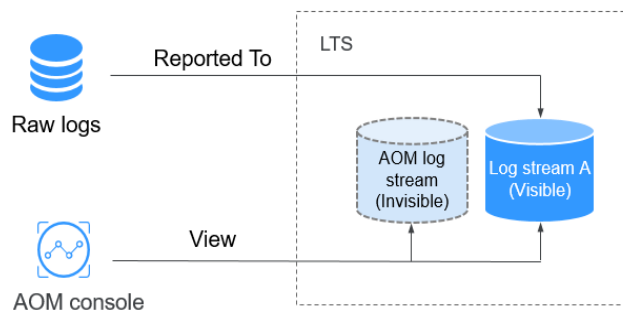 LTS
Reported To
Raw logs
AOM log
stream
(Invisible)
Log stream A
(Visible)
View
AOM console